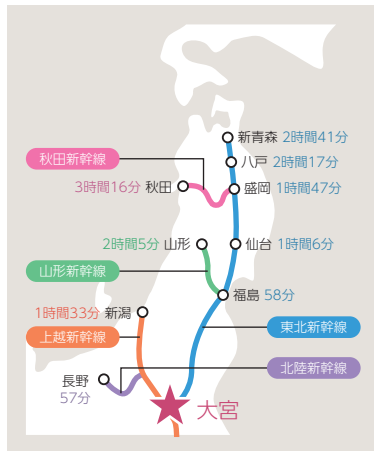 新青森 2時間41分
秋田新幹線
八戸 2時間17分
3時間16分 秋田
盛岡 1時間47分
2時間5分 山形
仙台 1時間6分
山形新幹線
福島 58分
1時間33分 新潟
上越新幹線
東北新幹線
北陸新幹線
長野
57分
大宮